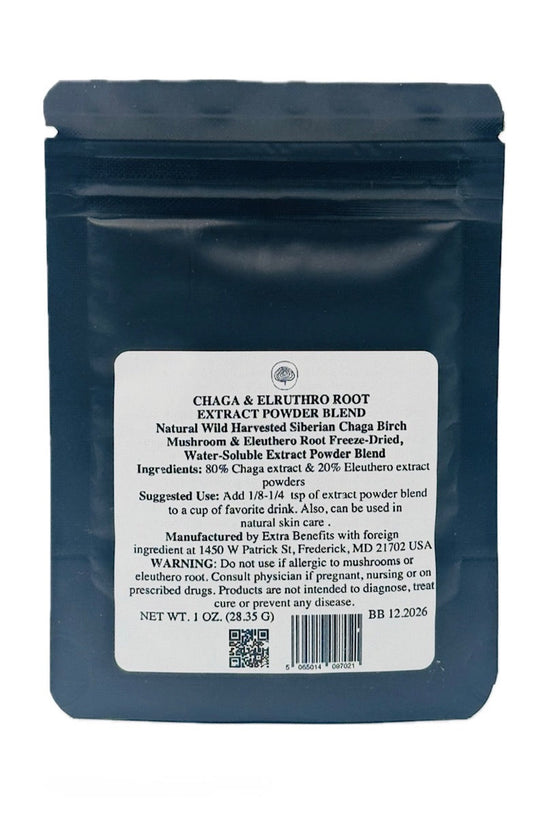 CHAGA & ELRUTHRO ROOT
EXTRACT POWDER BLEND
Natural Wild Harvested Siberian Chaga Birch
Mushroom & Eleuthero Root Freeze-Dried,
Water-Soluble Extract Powder Blend
Ingredients: 80% Chaga extract & 20% Eleuthero extract
powders
Suggested Use: Add 1/8-1/4 tsp of extract powder blend
to a cup of favorite drink. Also, can be used in
natural skin care .
Manufactured by Extra Benefits with foreign
ingredient at 1450 W Patrick St, Frederick, MD 21702 USA
WARNING: Do not use if allergic to mushrooms or
eleuthero root. Consult physician if pregnant, nursing or on
prescribed drugs. Products are not intended to diagnose, treat
cure or prevent any disease.
NET WT. 1 OZ. (28.35 G) BB 12.2026
5 065014 097021